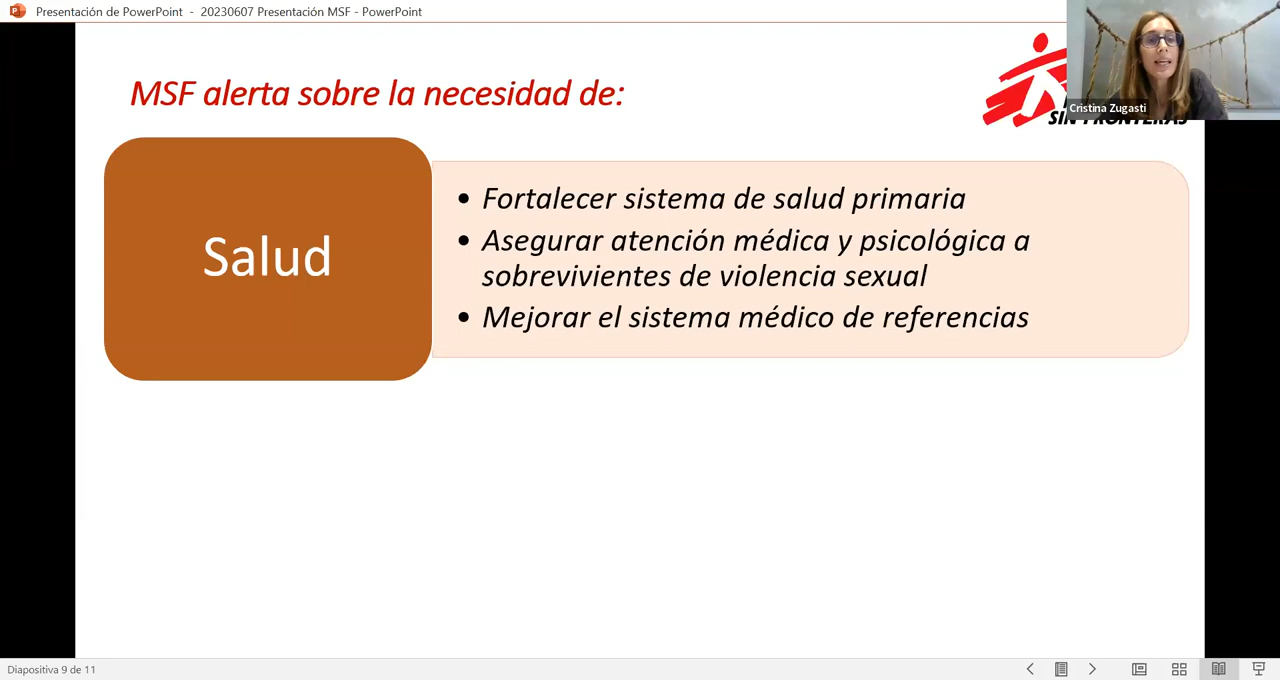 Presentación de PowerPoint - 20230607 Presentación MSF - PowerPoint
MSF alerta sobre la necesidad de:
Cristina Zugasti
SIN FRONTERAS
Salud
• Fortalecer sistema de salud primaria
• Asegurar atención médica y psicológica a
sobrevivientes de violencia sexual
• Mejorar el sistema médico de referencias
Diapositiva 9 de 11